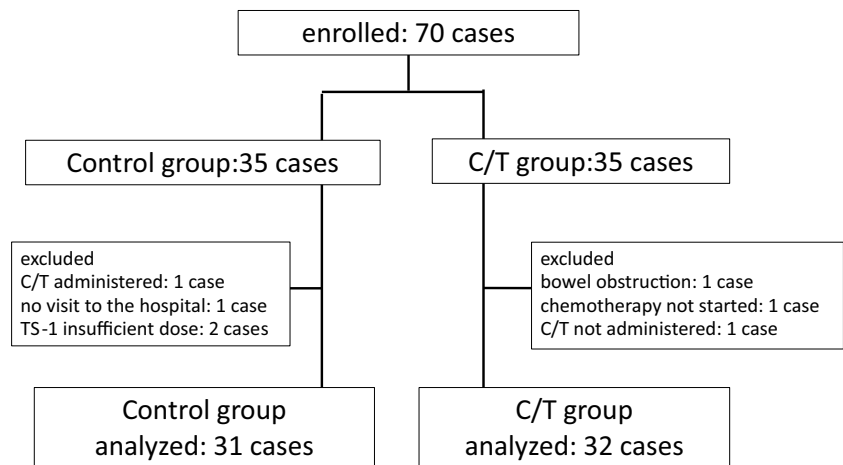 enrolled: 70 cases
Control group:35 cases
C/T group:35 cases
excluded
C/T administered: 1 case
no visit to the hospital: 1 case
TS-1 insufficient dose: 2 cases
excluded
bowel obstruction: 1 case
chemotherapy not started: 1 case
C/T not administered: 1 case
Control group
analyzed: 31 cases
C/T group
analyzed: 32 cases